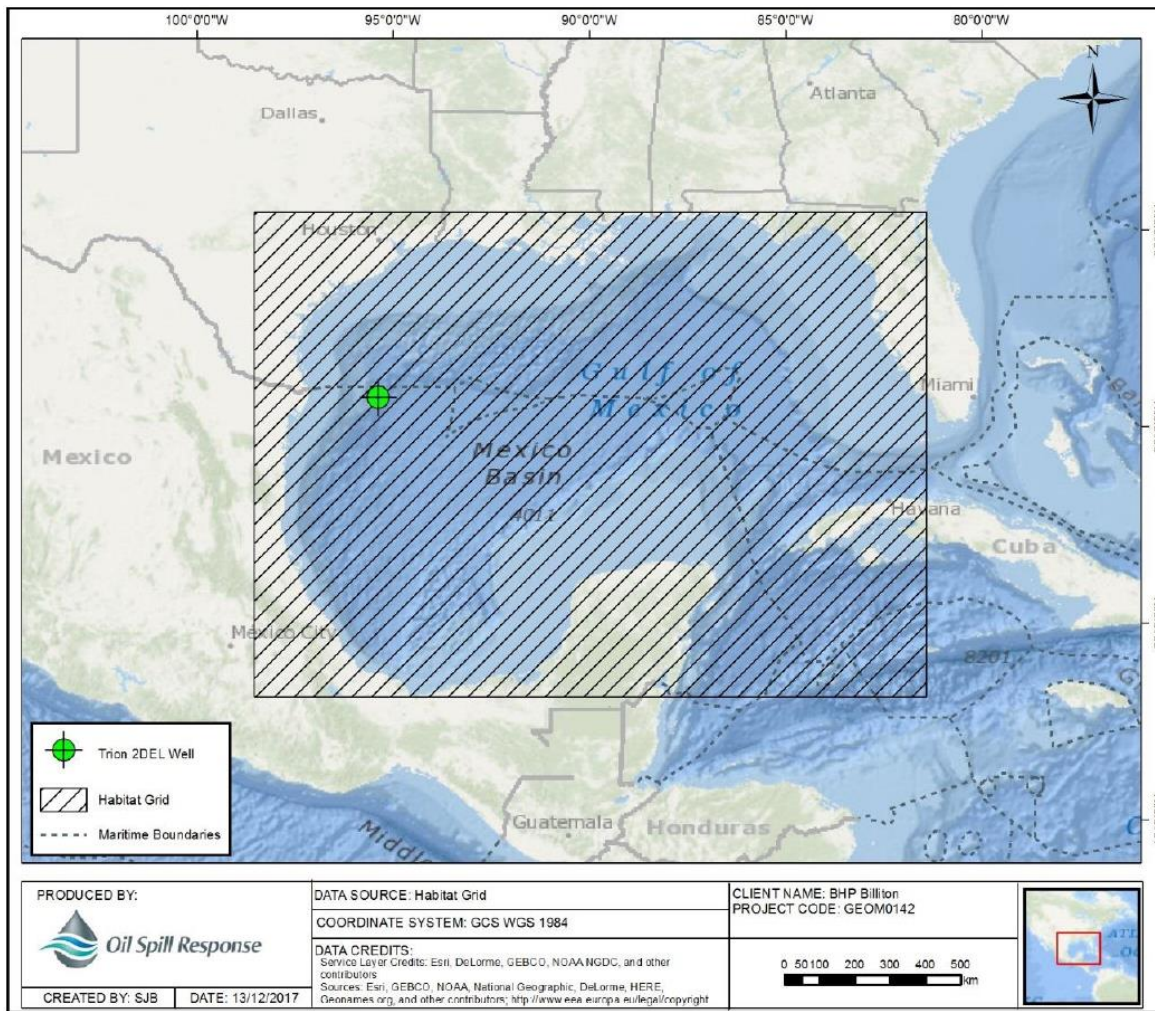 100°0'0"W 95°0'0"W 90°0'0"W 85°0'0"W 80°0'0"W
N
Dallas
Atlanta
Houston
Gulf of
Mexico
Miami
Mexico
Mexico
Basin
4011
Havana
Cuba
Mexico City
8201
Trion 2DEL Well
Habitat Grid
Maritime Boundaries
Guatemala
Honduras
PRODUCED BY:
Oil Spill Response
CREATED BY: SJB
DATE: 13/12/2017
DATA SOURCE: Habitat Grid
COORDINATE SYSTEM: GCS WGS 1984
DATA CREDITS:
Service Layer Credits: Esri, DeLorme, GEBCO, NOAA NGDC, and other
contributors
Sources: Esri, GEBCO, NOAA, National Geographic, DeLorme, HERE,
Geonames.org, and other contributors; http://www.eea.europa.eu/legal/copyright
CLIENT NAME: BHP Billiton
PROJECT CODE: GEOM0142
0 50 100 200 300 400 500
km